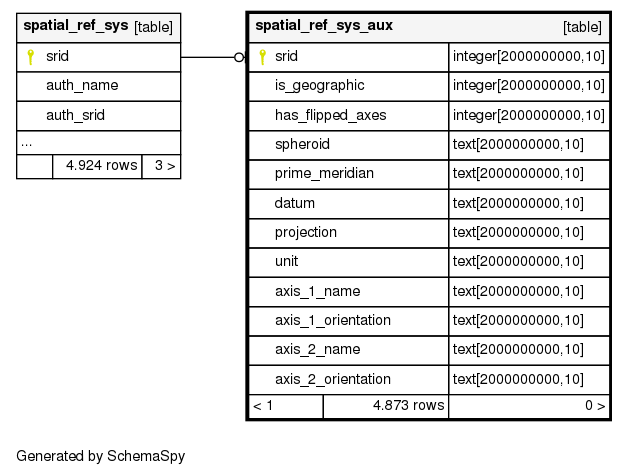 spatial_ref_sys [table]
srid
auth_name
auth_srid
...
4.924 rows 3 >
spatial_ref_sys_aux [table]
srid integer[2000000000,10]
is_geographic integer[2000000000,10]
has_flipped_axes integer[2000000000,10]
spheroid text[2000000000,10]
prime_meridian text[2000000000,10]
datum text[2000000000,10]
projection text[2000000000,10]
unit text[2000000000,10]
axis_1_name text[2000000000,10]
axis_1_orientation text[2000000000,10]
axis_2_name text[2000000000,10]
axis_2_orientation text[2000000000,10]
< 1 4.873 rows 0 >
Generated by SchemaSpy